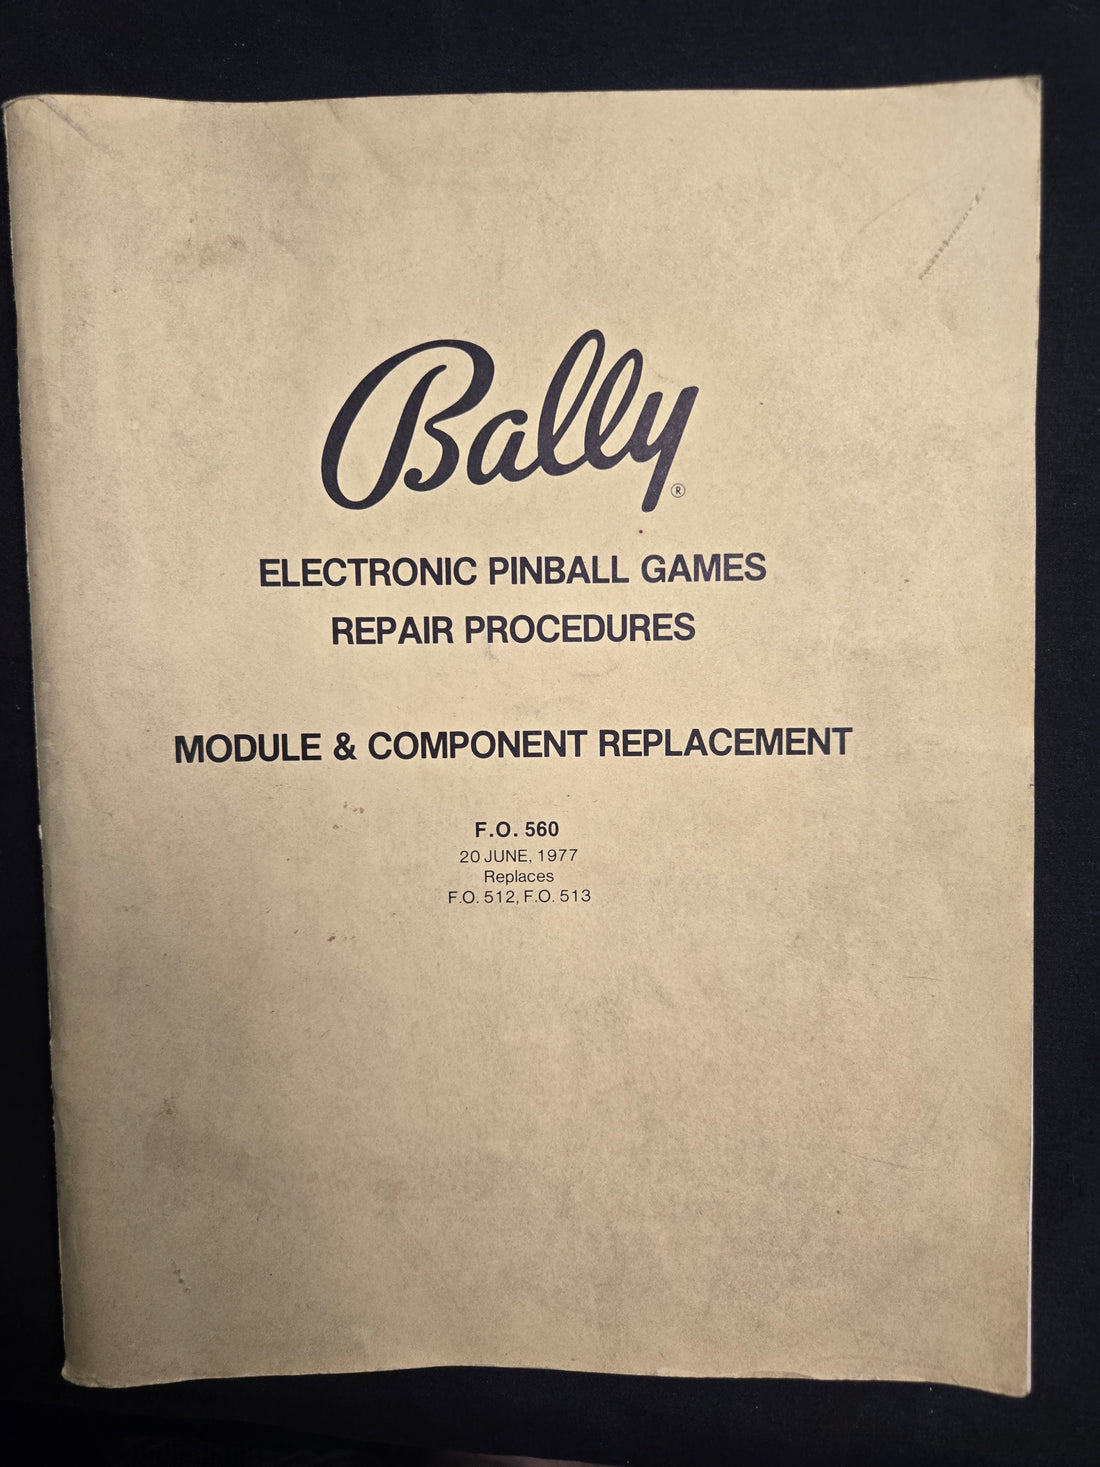 Bally®
ELECTRONIC PINBALL GAMES
REPAIR PROCEDURES
MODULE & COMPONENT REPLACEMENT
F.O. 560
20 JUNE, 1977
Replaces
F.O. 512, F.O. 513